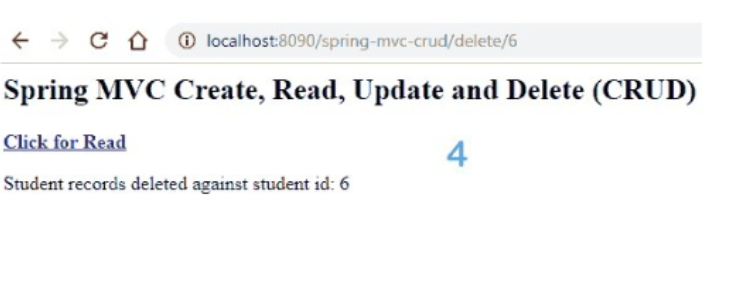 localhost:8090/spring-mvc-crud/delete/6
Spring MVC Create, Read, Update and Delete (CRUD)
Click for Read
4
Student records deleted against student id: 6